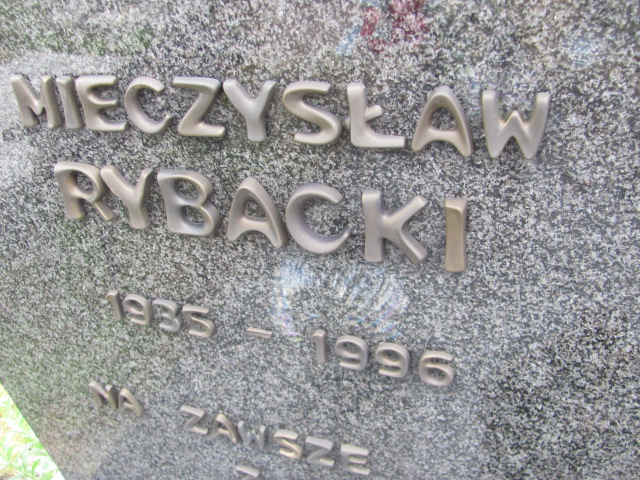 MIECZYSŁAW
RYBACKI
1935 – 1996
NA ZAWSZE